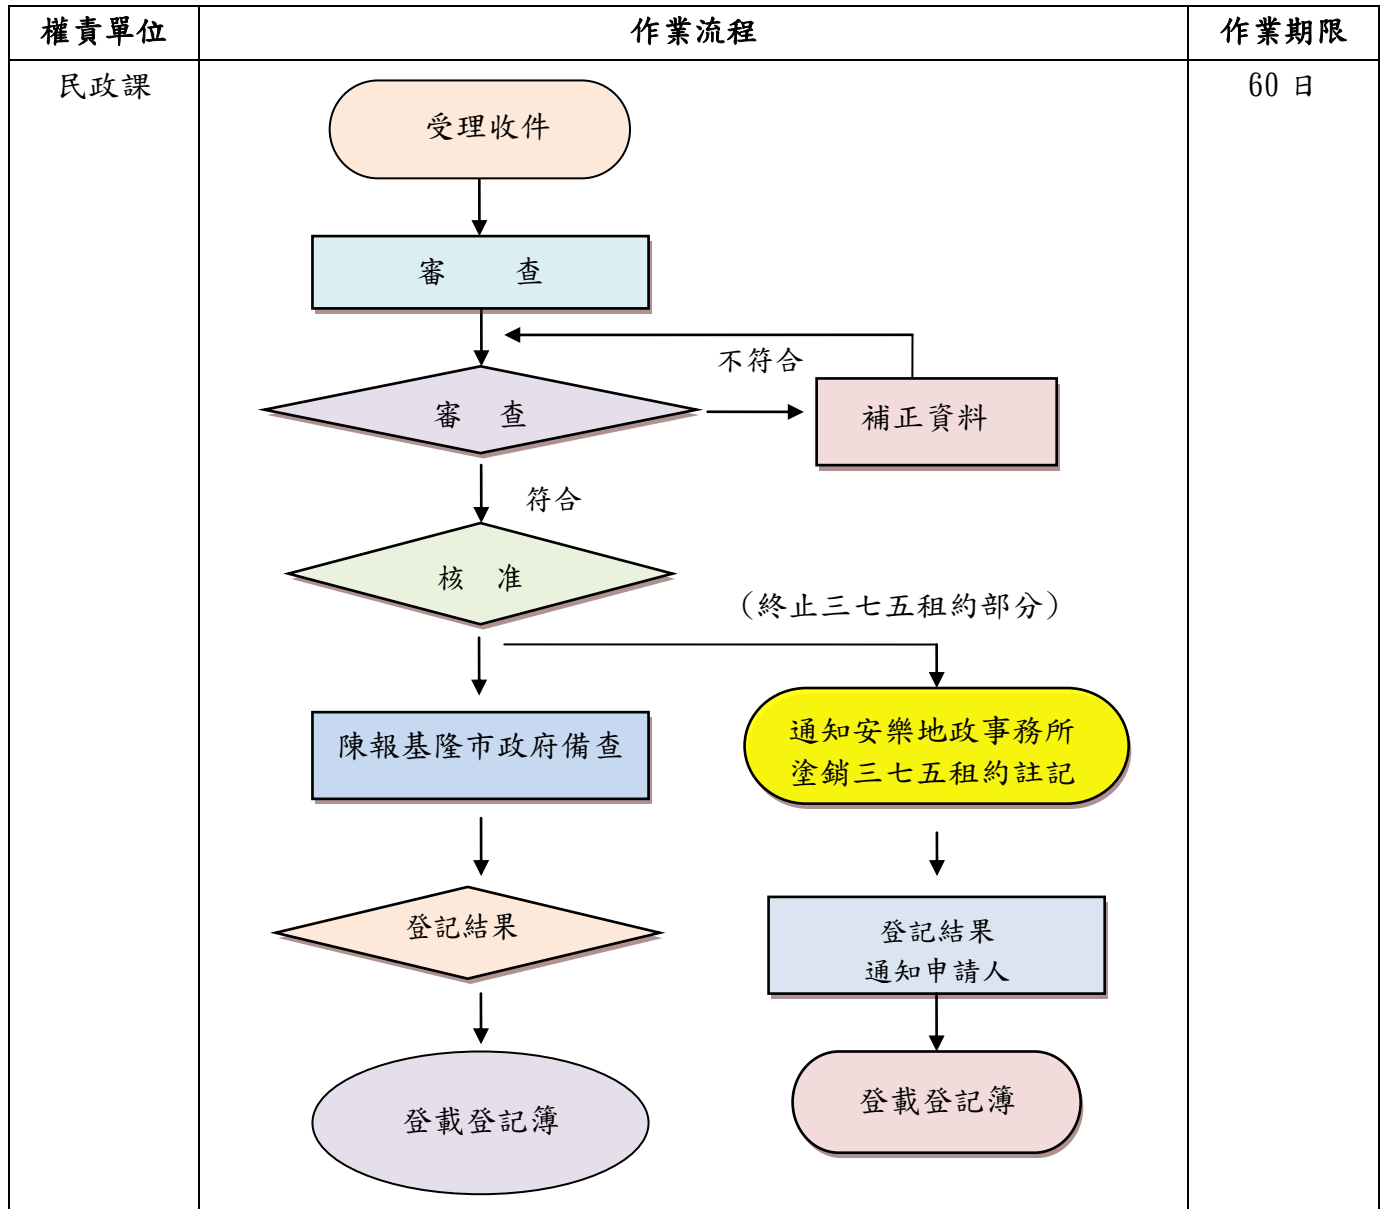 權責單位
作業流程
作業期限
民政課
60 日
受理收件
審 查
不符合
審 查
補正資料
符合
核 准
(終止三七五租約部分)
陳報基隆市政府備查
通知安樂地政事務所
塗銷三七五租約註記
登記結果
登記結果
通知申請人
登載登記簿
登載登記簿